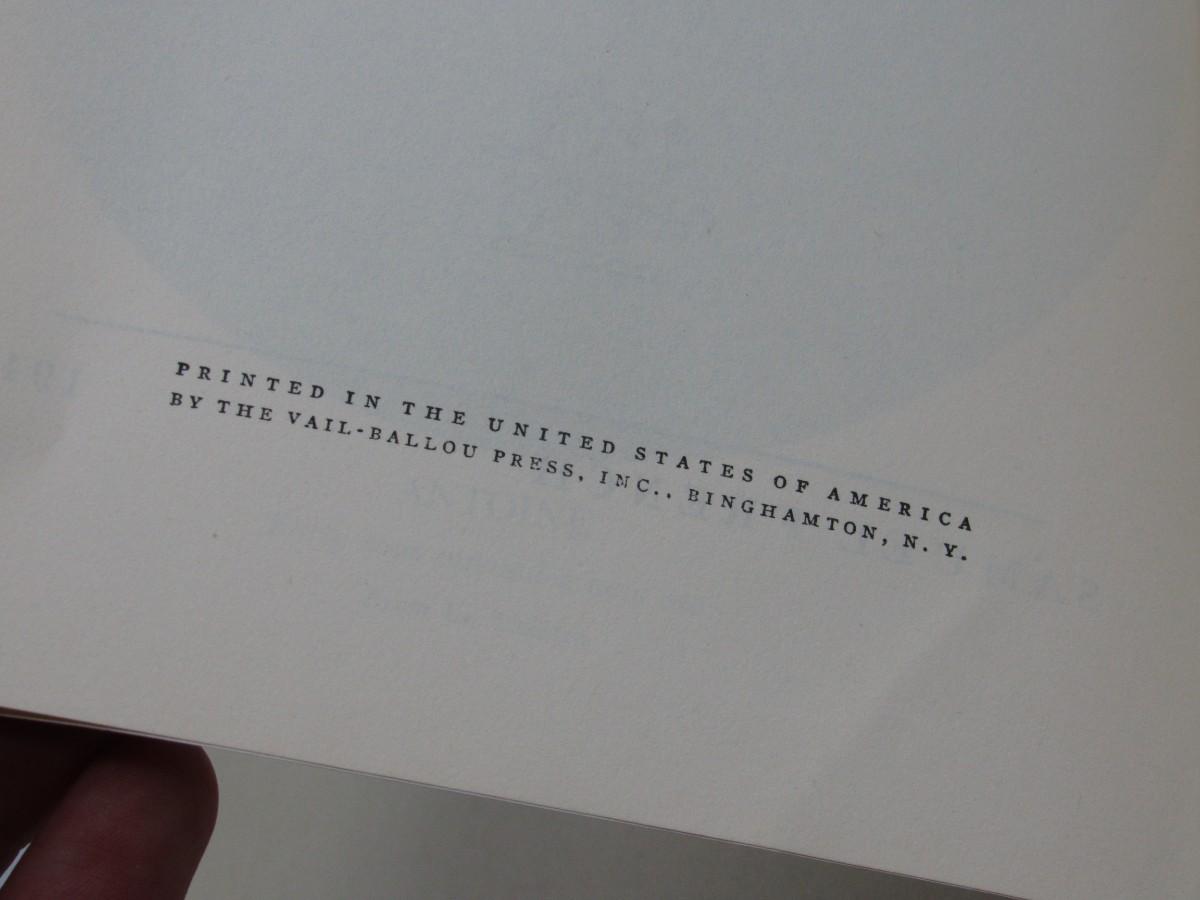 PRINTED IN THE UNITED STATES OF AMERICA
BY THE VAIL-BALLOU PRESS, INC., BINGHAMTON, N. Y.